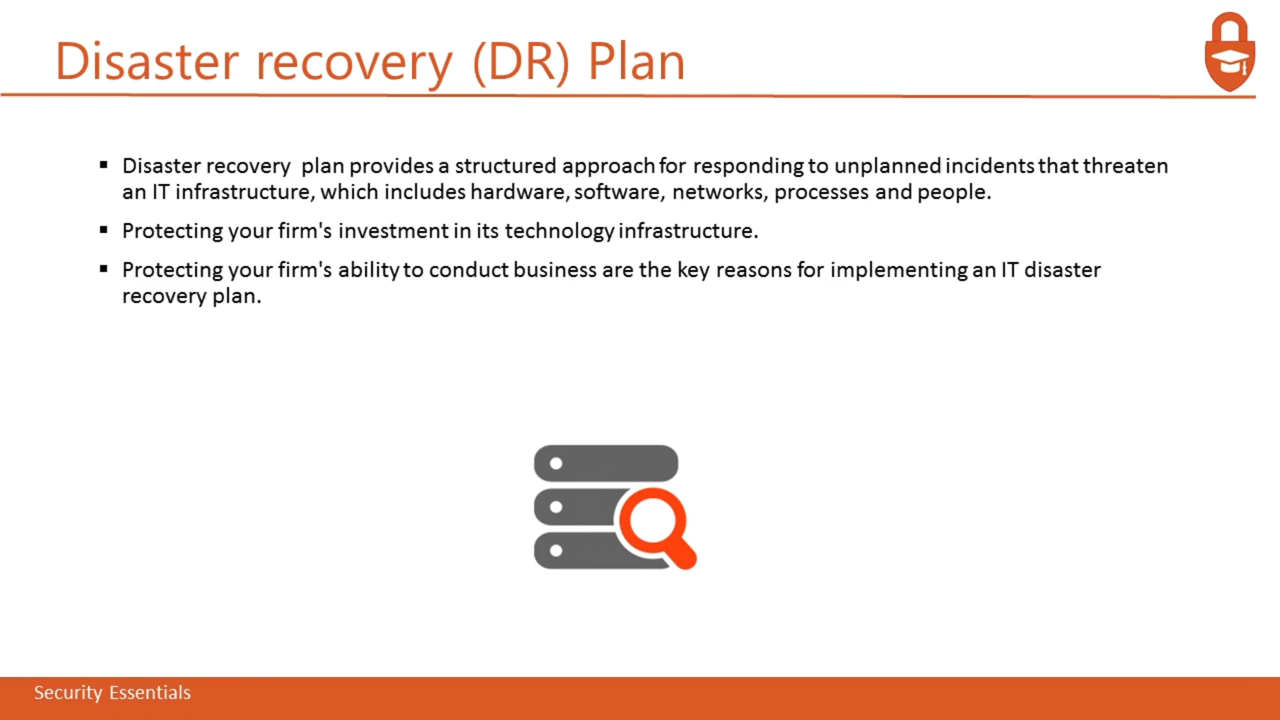 Disaster recovery (DR) Plan
▪ Disaster recovery plan provides a structured approach for responding to unplanned incidents that threaten
an IT infrastructure, which includes hardware, software, networks, processes and people.
▪ Protecting your firm's investment in its technology infrastructure.
▪ Protecting your firm's ability to conduct business are the key reasons for implementing an IT disaster
recovery plan.
Security Essentials